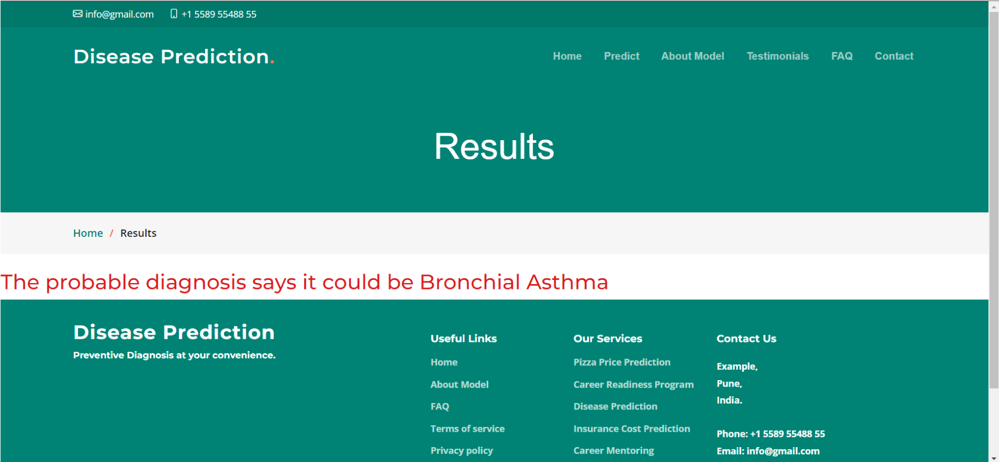 info@gmail.com +1 5589 55488 55
Disease Prediction.
Home Predict About Model Testimonials FAQ Contact
Results
Home / Results
The probable diagnosis says it could be Bronchial Asthma
Disease Prediction
Preventive Diagnosis at your convenience.
Useful Links
Home
About Model
FAQ
Terms of service
Privacy policy
Our Services
Pizza Price Prediction
Career Readiness Program
Disease Prediction
Insurance Cost Prediction
Career Mentoring
Contact Us
Example,
Pune,
India.
Phone: +1 5589 55488 55
Email: info@gmail.com